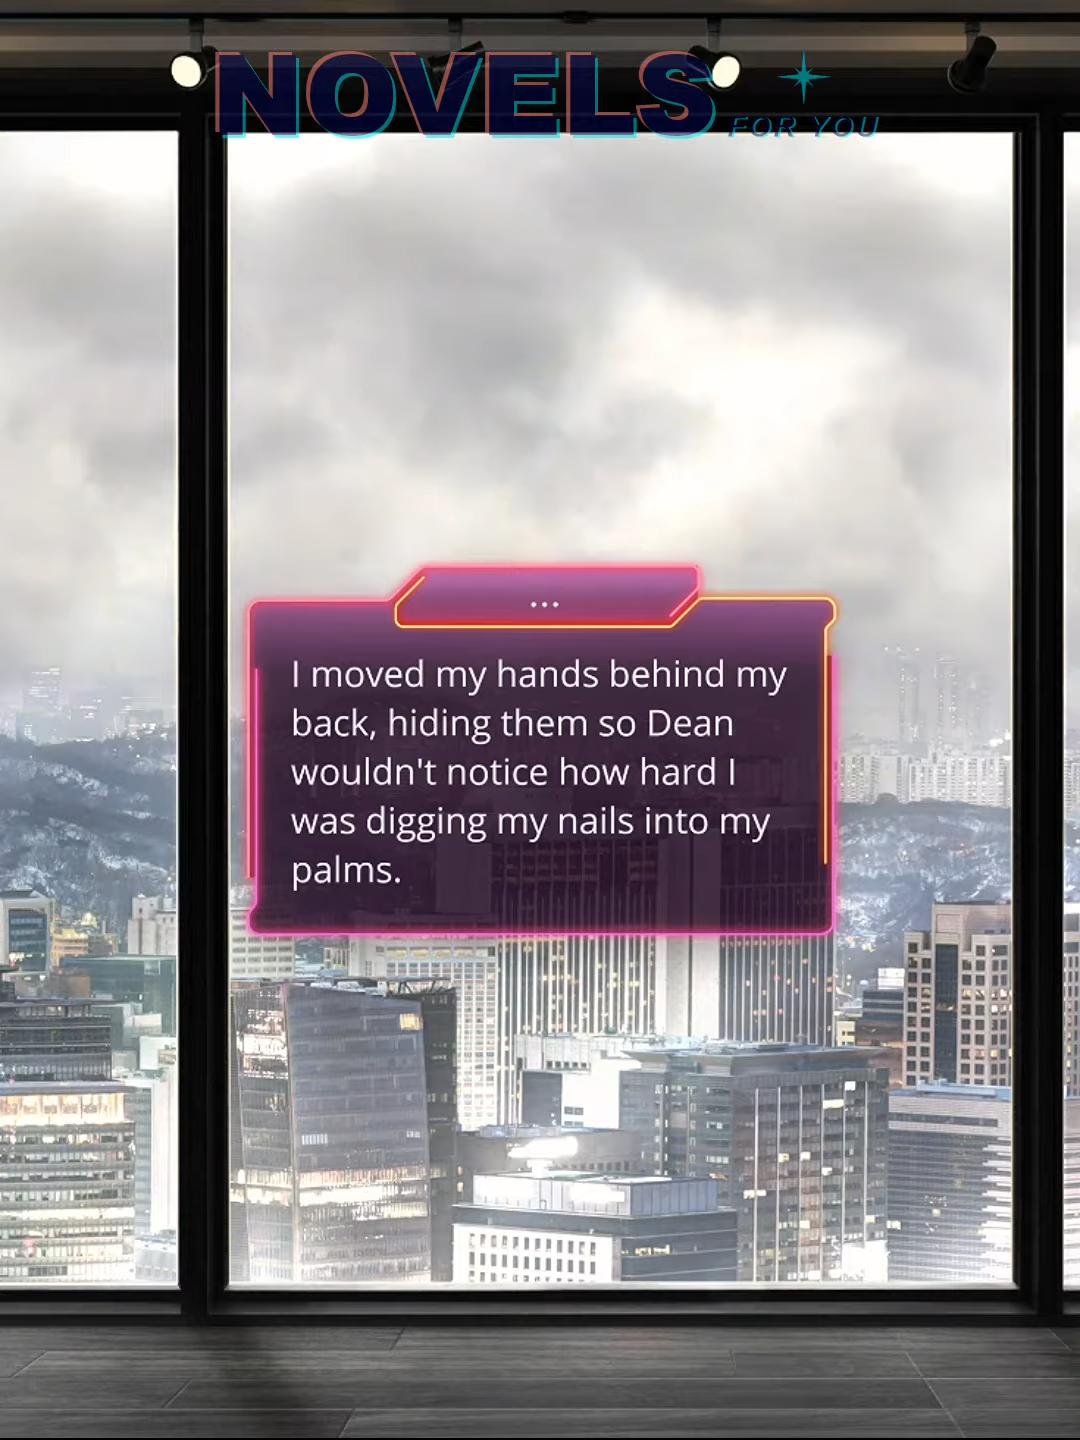 NOVELS
FOR YOU
...
I moved my hands behind my
back, hiding them so Dean
wouldn't notice how hard I
was digging my nails into my
palms.